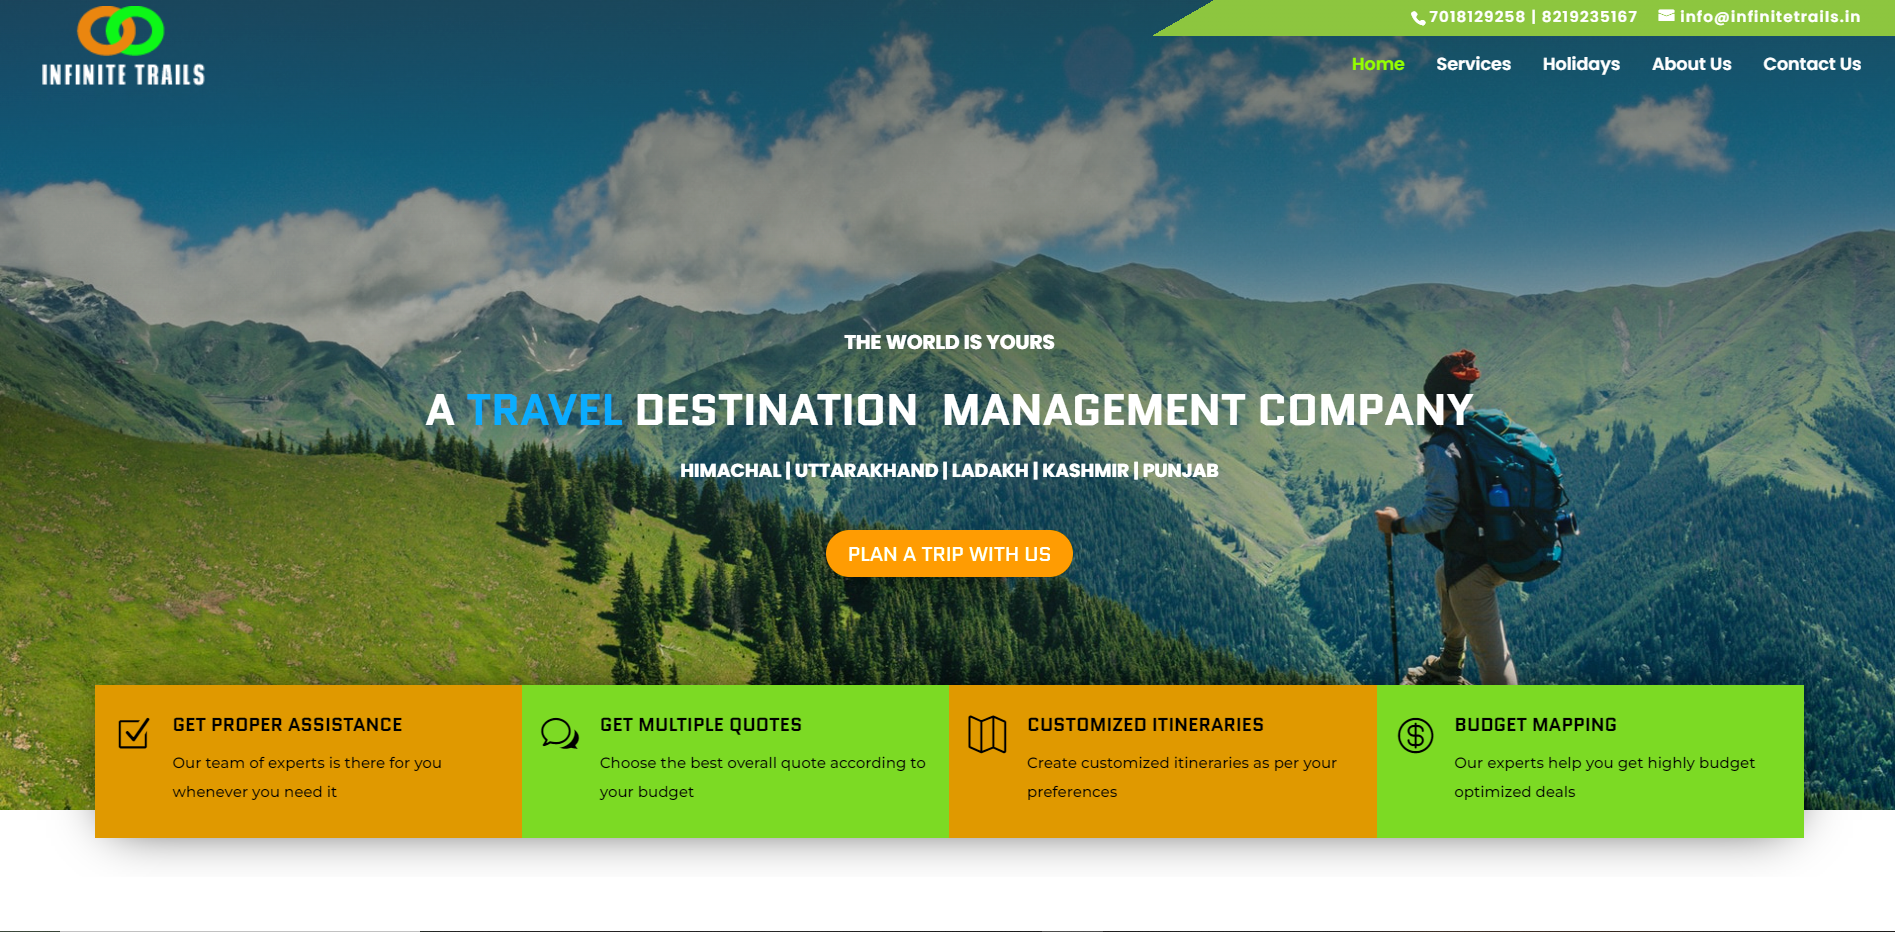 7018129258 | 8219235167 info@infinitetrails.in
INFINITE TRAILS
Home Services Holidays About Us Contact Us
THE WORLD IS YOURS
A TRAVEL DESTINATION MANAGEMENT COMPANY
HIMACHAL | UTTARAKHAND | LADAKH | KASHMIR | PUNJAB
PLAN A TRIP WITH US
GET PROPER ASSISTANCE
Our team of experts is there for you
whenever you need it
GET MULTIPLE QUOTES
Choose the best overall quote according to
your budget
CUSTOMIZED ITINERARIES
Create customized itineraries as per your
preferences
BUDGET MAPPING
Our experts help you get highly budget
optimized deals